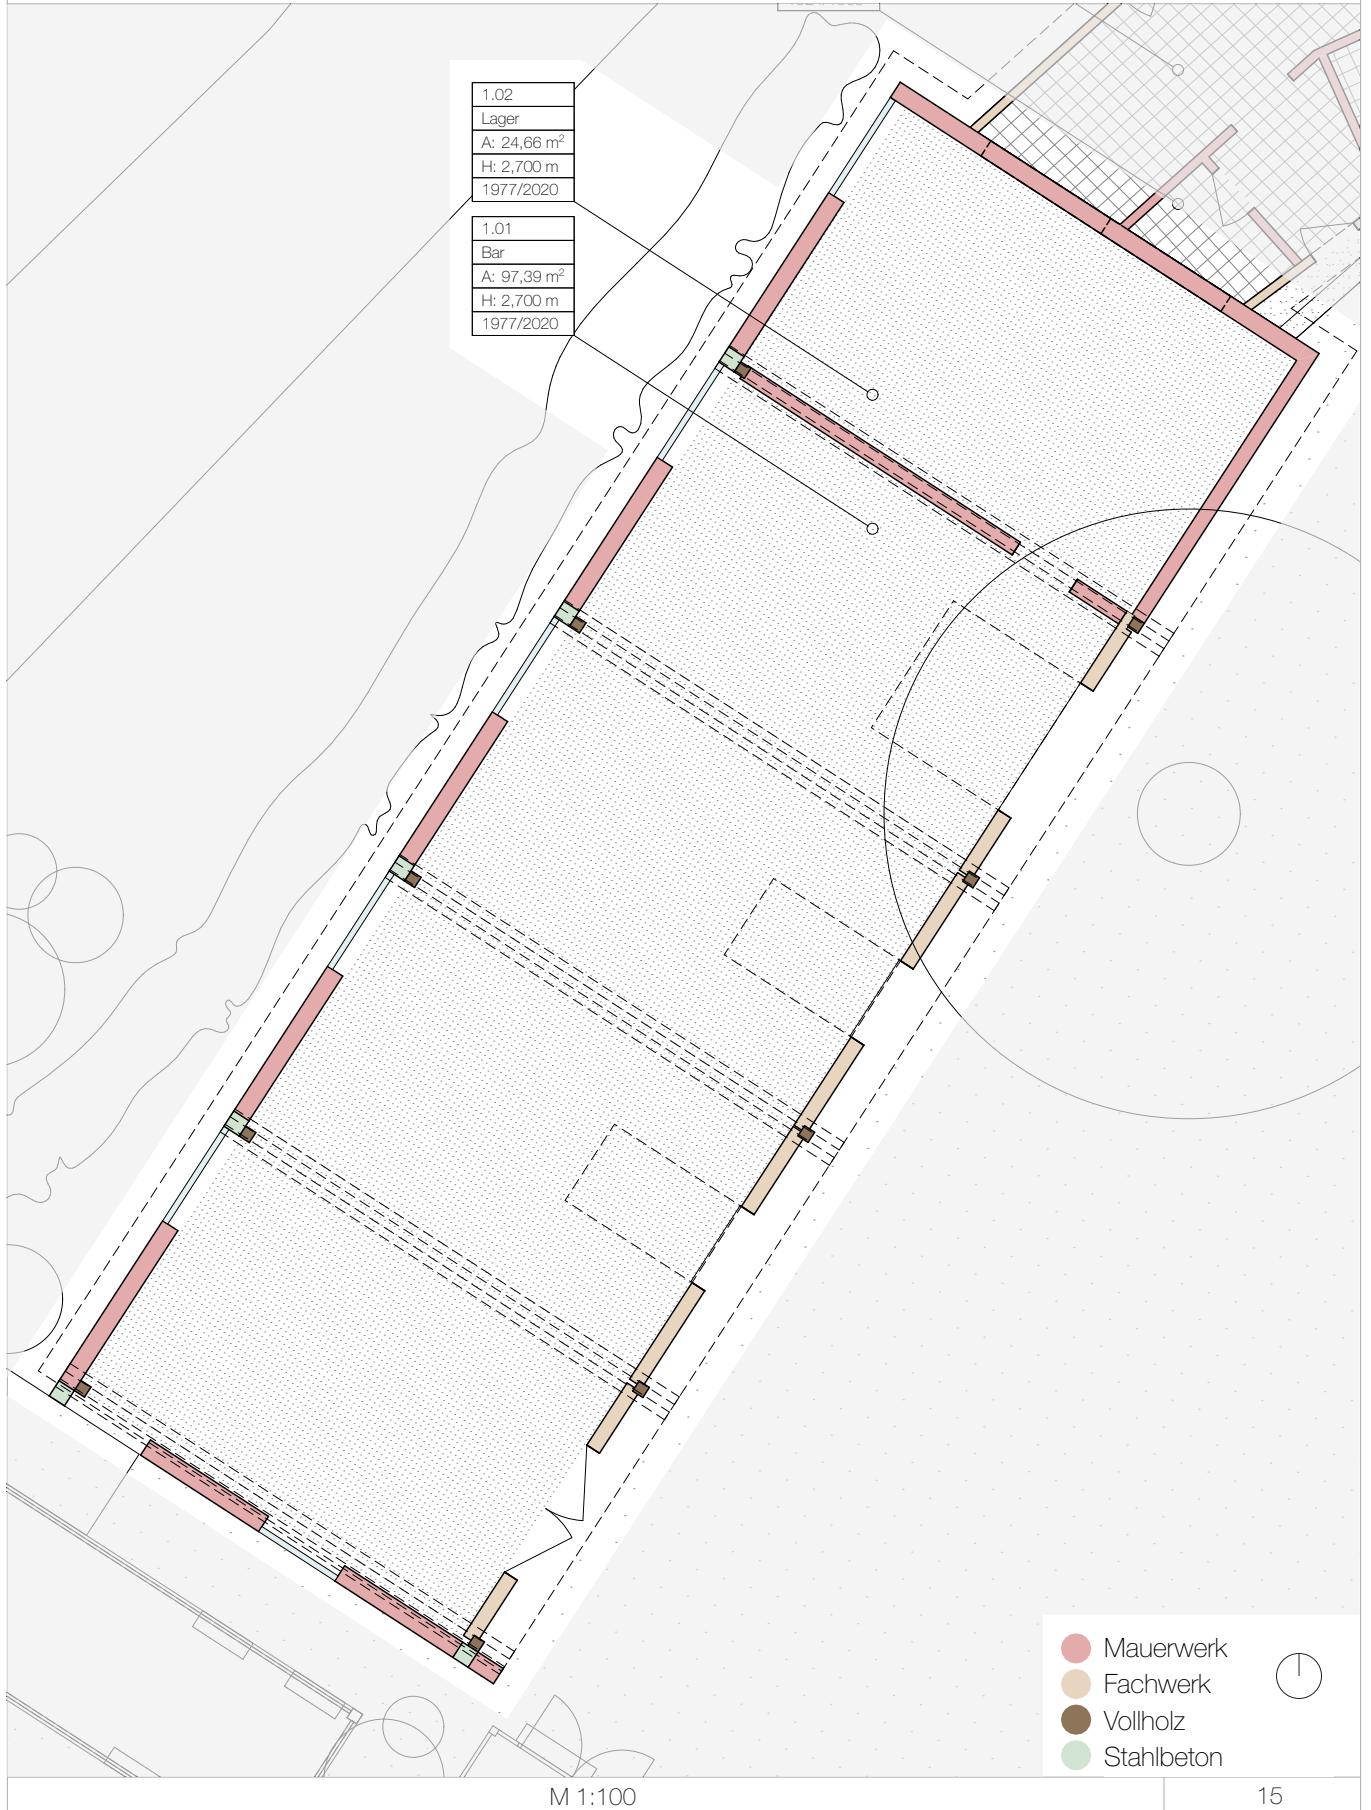 1.02
Lager
A: 24,66 m²
H: 2,700 m
1977/2020
1.01
Bar
A: 97,39 m²
H: 2,700 m
1977/2020
Mauerwerk
Fachwerk
Vollholz
Stahlbeton
M 1:100
15